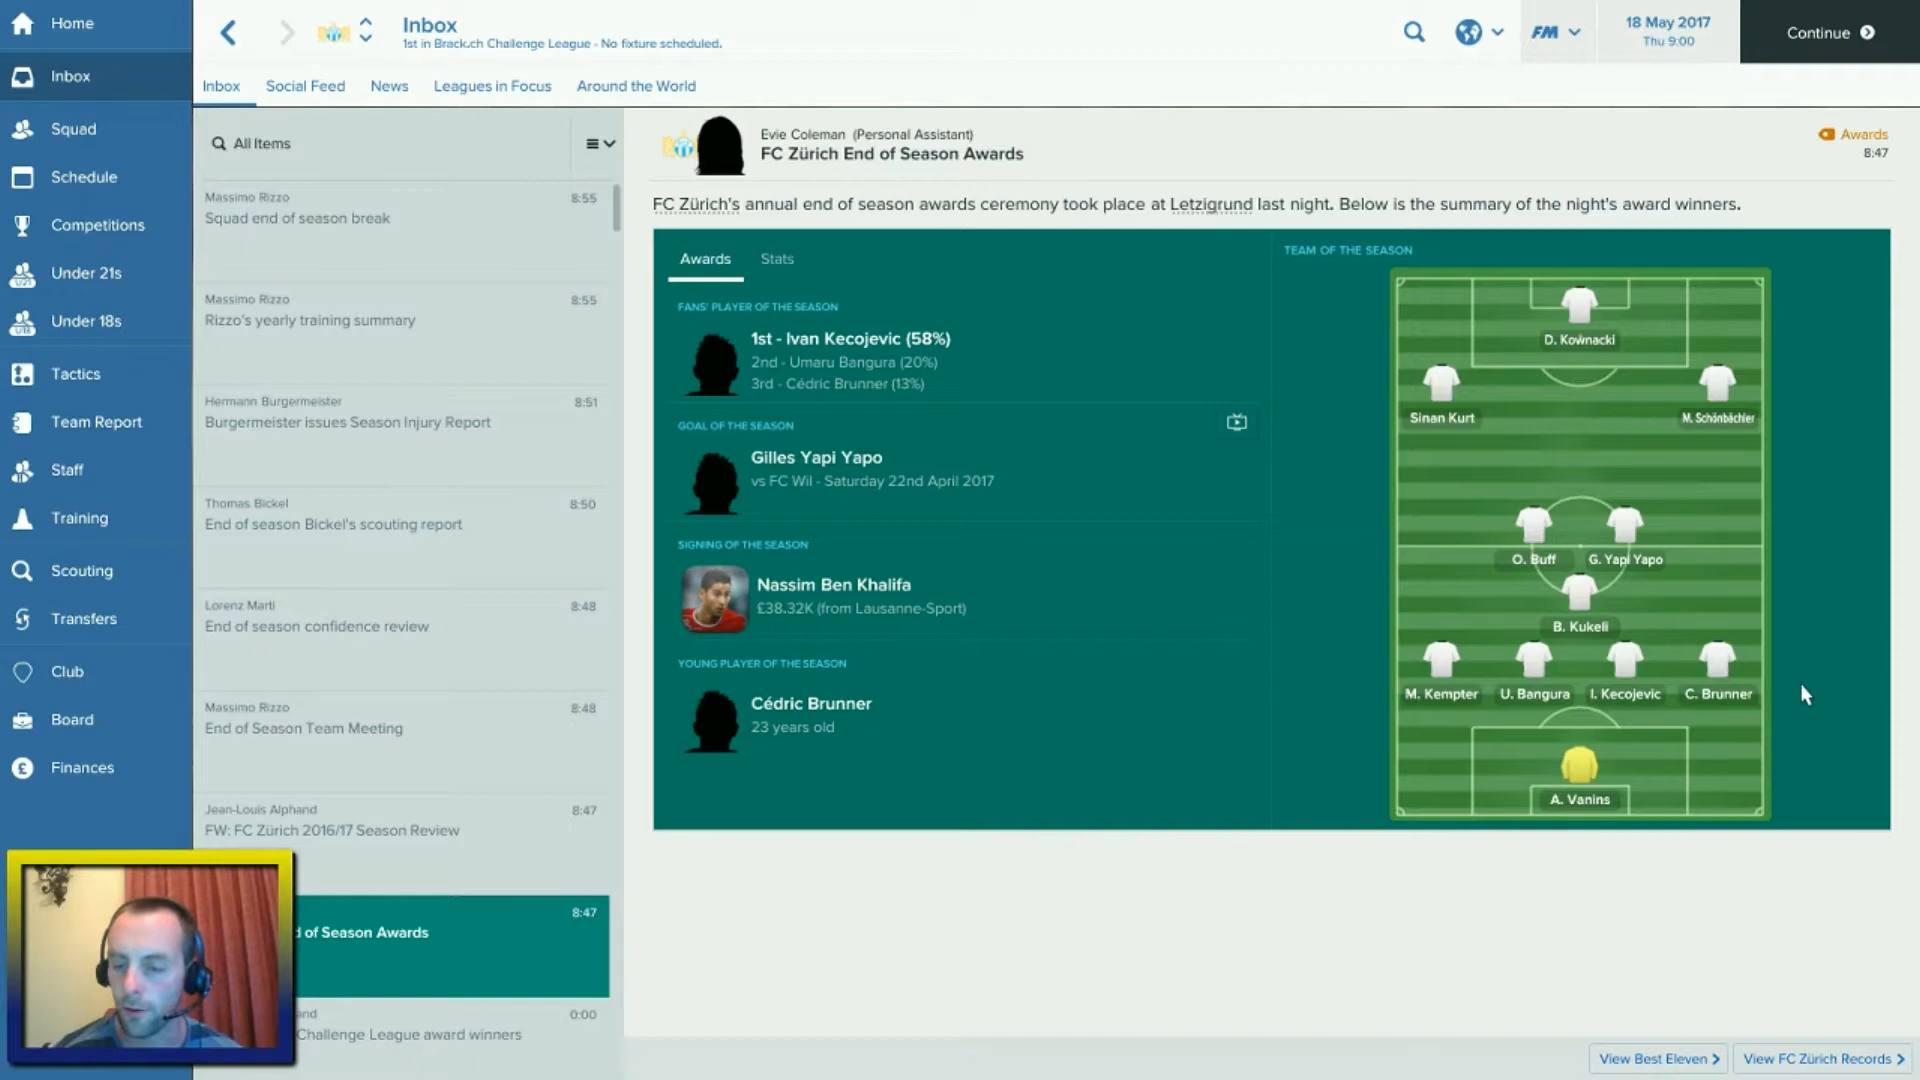 Home
Inbox
Squad
Schedule
Competitions
Under 21s
Under 18s
Tactics
Team Report
Staff
Training
Scouting
Transfers
Club
Board
Finances
Inbox
1st in Brack.ch Challenge League - No fixture scheduled.
FM
18 May 2017
Thu 9:00
Continue
Inbox
Social Feed
News
Leagues in Focus
Around the World
All Items
Massimo Rizzo 8:55
Squad end of season break
Massimo Rizzo 8:55
Rizzo's yearly training summary
Hermann Burgermeister 8:51
Burgermeister issues Season Injury Report
Thomas Bickel 8:50
End of season Bickel's scouting report
Lorenz Marti 8:48
End of season confidence review
Massimo Rizzo 8:48
End of Season Team Meeting
Jean-Louis Alphand 8:47
FW: FC Zürich 2016/17 Season Review
8:47
d of Season Awards
and 0:00
Challenge League award winners
Evie Coleman (Personal Assistant)
FC Zürich End of Season Awards
Awards
8:47
FC Zürich's annual end of season awards ceremony took place at Letzigrund last night. Below is the summary of the night's award winners.
Awards
Stats
FANS' PLAYER OF THE SEASON
1st - Ivan Kecojevic (58%)
2nd - Umaru Bangura (20%)
3rd - Cédric Brunner (13%)
GOAL OF THE SEASON
Gilles Yapi Yapo
vs FC Wil - Saturday 22nd April 2017
SIGNING OF THE SEASON
Nassim Ben Khalifa
£38.32K (from Lausanne-Sport)
YOUNG PLAYER OF THE SEASON
Cédric Brunner
23 years old
TEAM OF THE SEASON
D. Kownacki
Sinan Kurt
M. Schönbächler
O. Buff
G. Yapi Yapo
B. Kukeli
M. Kempter
U. Bangura
I. Kecojevic
C. Brunner
A. Vanins
View Best Eleven
View FC Zürich Records